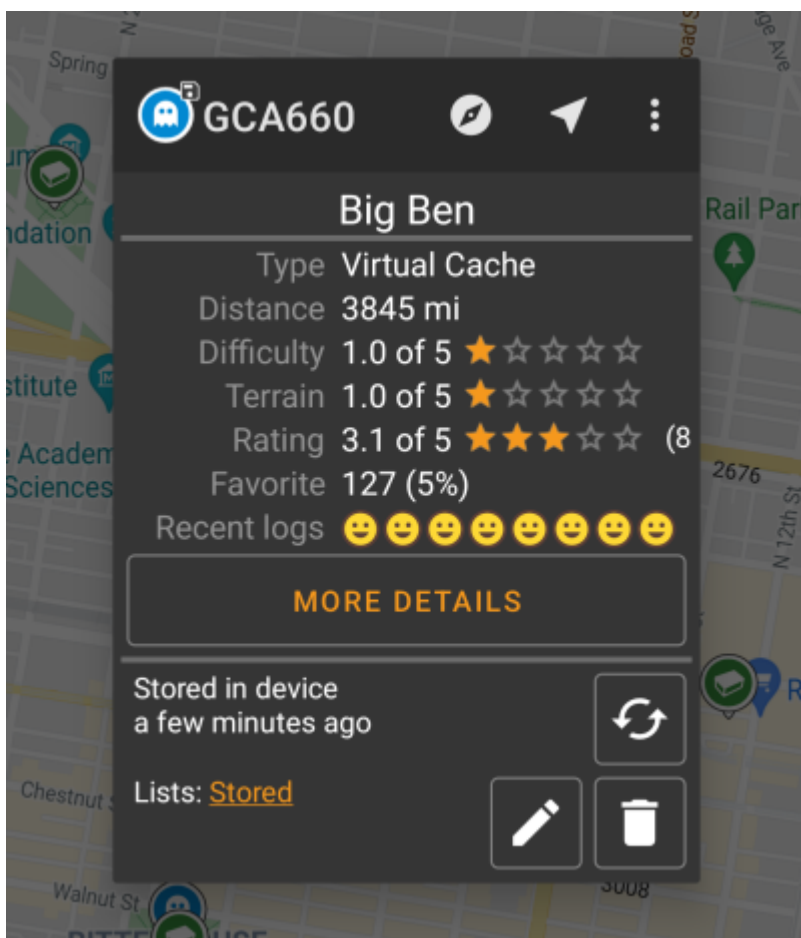 Spring
GCA660
Big Ben
Type Virtual Cache
Distance 3845 mi
Difficulty 1.0 of 5
Terrain 1.0 of 5
Rating 3.1 of 5 (8
Favorite 127 (5%)
Recent logs
MORE DETAILS
Stored in device
a few minutes ago
Lists: Stored
Rail Par
ndation
stitute
Academ
Sciences
2676
N 12th St
Chestnut
Walnut St
3008